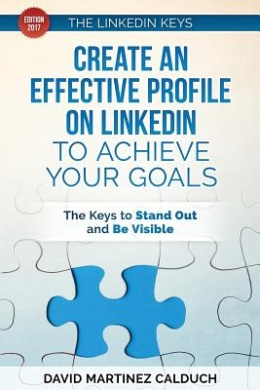 EDITION
2017
THE LINKEDIN KEYS
CREATE AN
EFFECTIVE PROFILE
ON LINKEDIN
TO ACHIEVE
YOUR GOALS
The Keys to Stand Out
and Be Visible
DAVID MARTINEZ CALDUCH